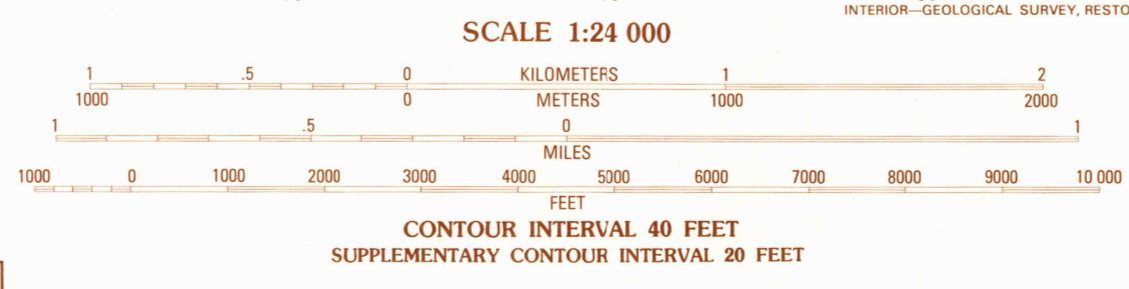 INTERIOR—GEOLOGICAL SURVEY, RESTO
SCALE 1:24 000
1 .5 0 KILOMETERS 1 2
1000 0 METERS 1000 2000
1 .5 0 1
MILES
1000 0 1000 2000 3000 4000 5000 6000 7000 8000 9000 10 000
FEET
CONTOUR INTERVAL 40 FEET
SUPPLEMENTARY CONTOUR INTERVAL 20 FEET